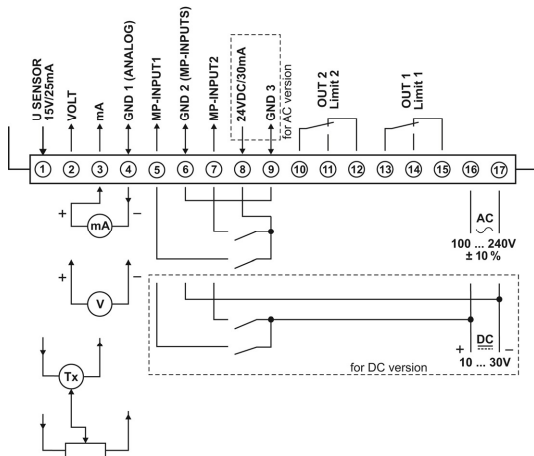 U SENSOR
15V/25mA
VOLT
mA
GND 1 (ANALOG)
MP-INPUT1
GND 2 (MP-INPUTS)
MP-INPUT2
24VDC/30mA
GND 3
for AC version
OUT 2
Limit 2
OUT 1
Limit 1
1 2 3 4 5 6 7 8 9 10 11 12 13 14 15 16 17
+ mA −
AC
100 ... 240V
± 10 %
+ V −
Tx
+ DC −
10 ... 30V
for DC version